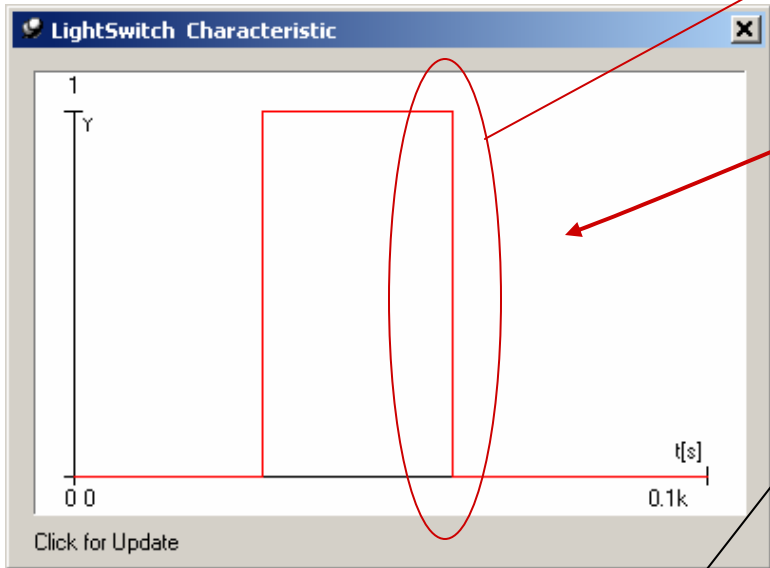 LightSwitch Characteristic
1
Y
t[s]
0 0
0.1k
Click for Update